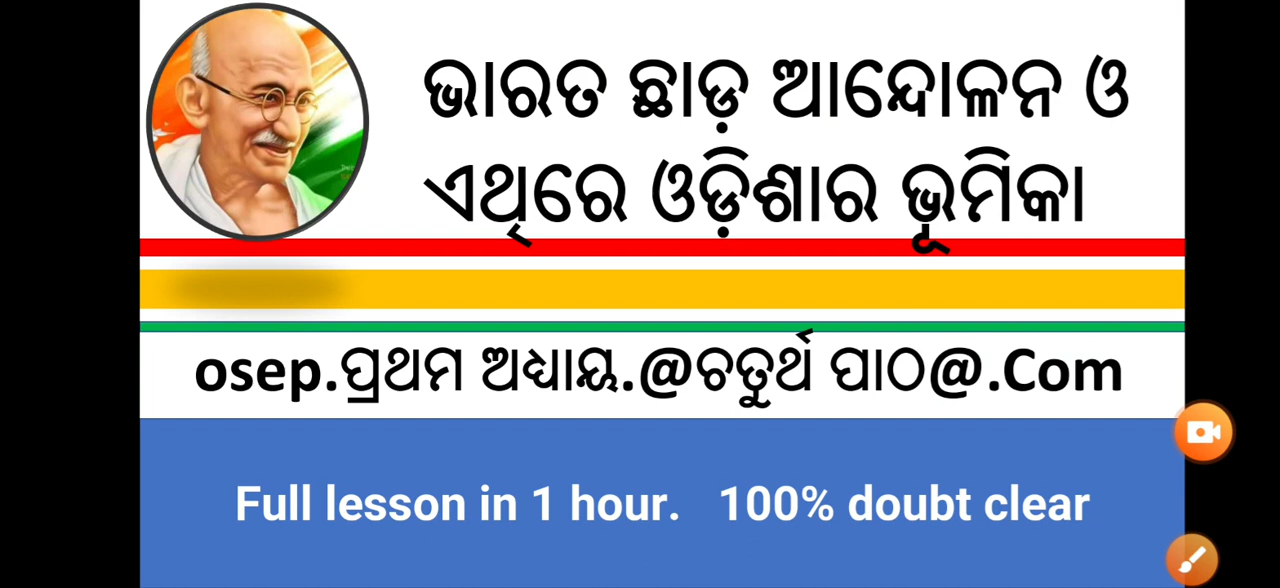 ଭାରତ ଛାଡ଼ ଆନ୍ଦୋଳନ ଓ
ଏଥିରେ ଓଡ଼ିଶାର ଭୂମିକା
osep.ପ୍ରଥମ ଅଧ୍ୟାୟ.@ଚତୁର୍ଥ ପାଠ@.Com
Full lesson in 1 hour. 100% doubt clear